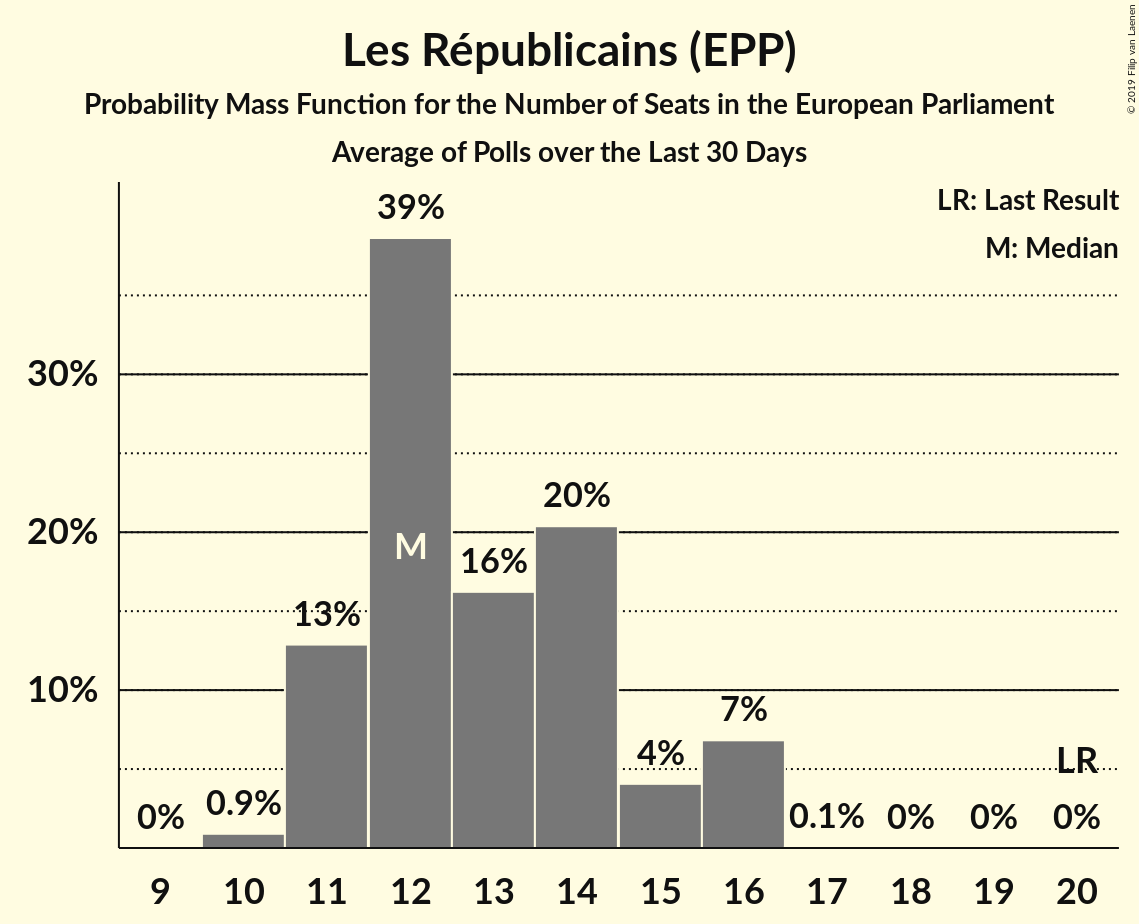 Les Républicains (EPP)
Probability Mass Function for the Number of Seats in the European Parliament
Average of Polls over the Last 30 Days
© 2019 Filip van Laenen
LR: Last Result
M: Median
39%
30%
20%
20%
M
16%
13%
10%
7%
4%
LR
0%
0.9%
0.1%
0%
0%
0%
9 10 11 12 13 14 15 16 17 18 19 20